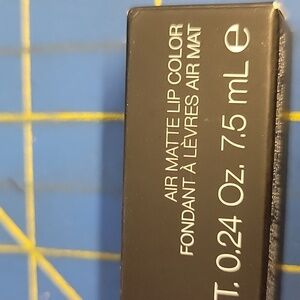 AIR MATTE LIP COLOR
FONDANT À LÈVRES AIR MAT
T. 0.24 Oz. 7.5 mL ℮